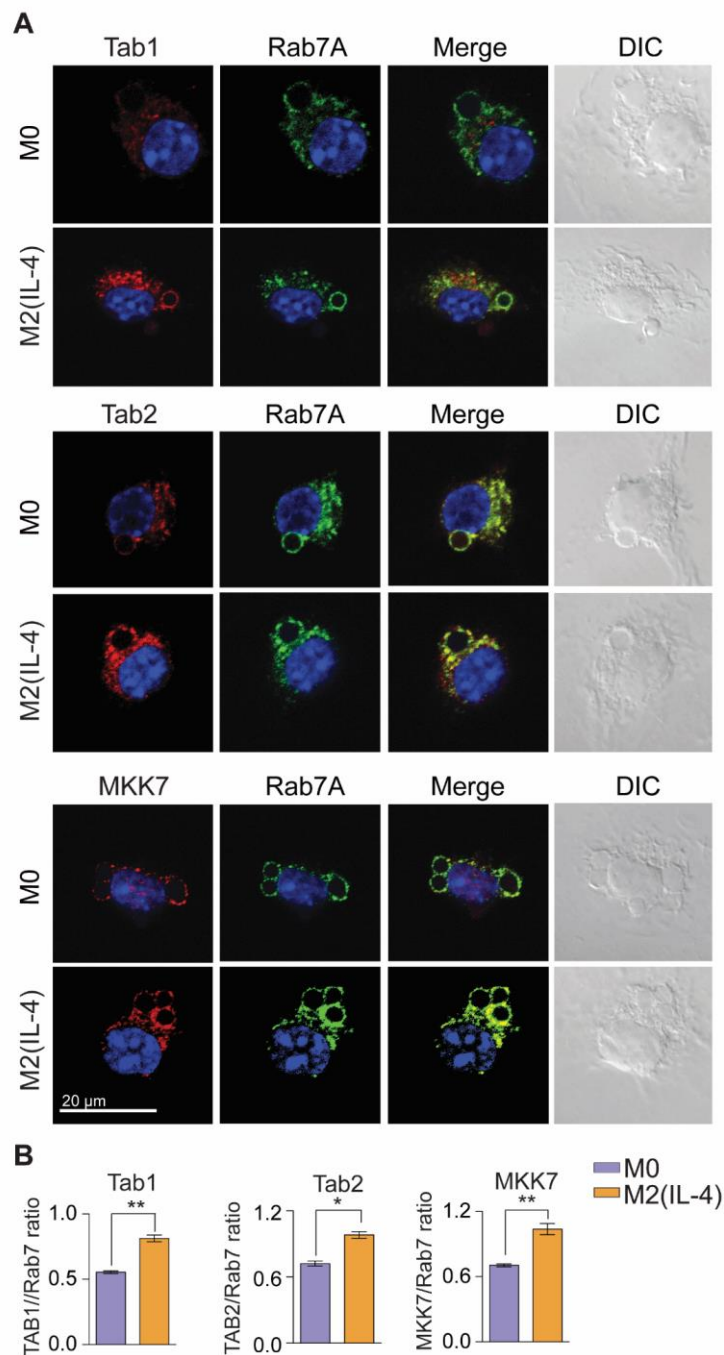 A
Tab1 Rab7A Merge DIC
M0
M2(IL-4)
Tab2 Rab7A Merge DIC
M0
M2(IL-4)
MKK7 Rab7A Merge DIC
M0
M2(IL-4)
20 µm
B
M0
M2(IL-4)
Tab1
**
TAB1//Rab7 ratio
1.0
0.5
0.0
Tab2
*
TAB2/Rab7 ratio
1.2
0.6
0.0
MKK7
**
MKK7/Rab7 ratio
1.2
0.6
0.0